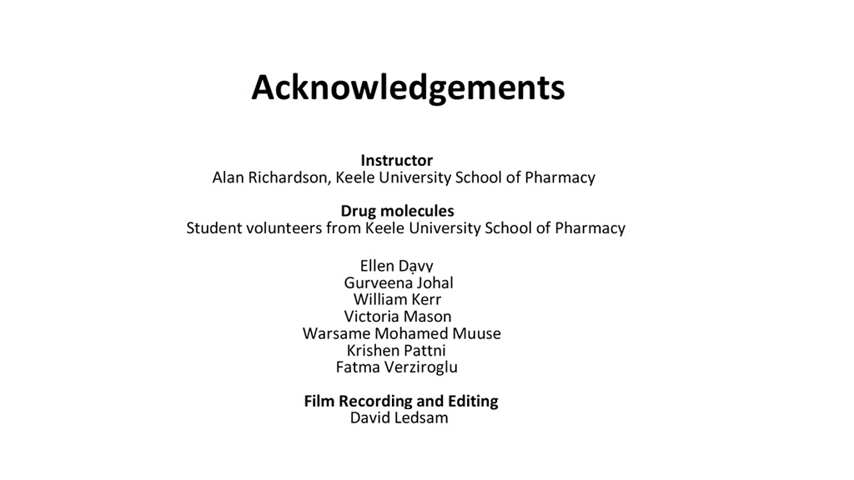 Acknowledgements
Instructor
Alan Richardson, Keele University School of Pharmacy
Drug molecules
Student volunteers from Keele University School of Pharmacy
Ellen Davy
Gurveena Johal
William Kerr
Victoria Mason
Warsame Mohamed Muuse
Krishen Pattni
Fatma Verziroglu
Film Recording and Editing
David Ledsam